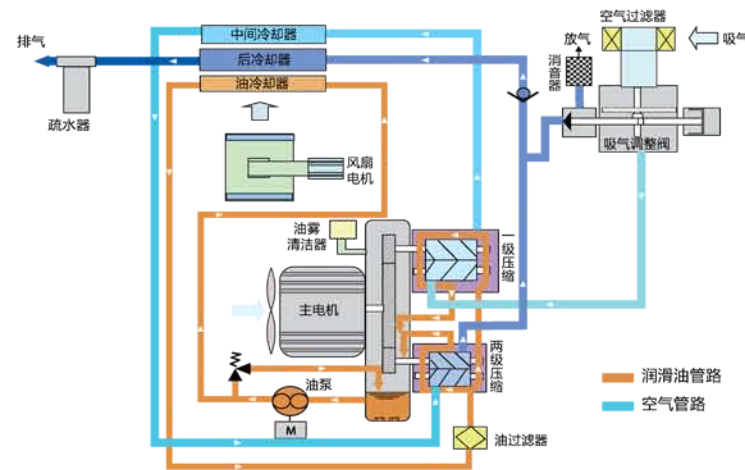 空气过滤器
吸气
放气
消音器
吸气调整阀
排气
中间冷却器
后冷却器
油冷却器
疏水器
风扇
电机
油雾
清洁器
一级压缩
主电机
两级压缩
油泵
M
油过滤器
润滑油管路
空气管路